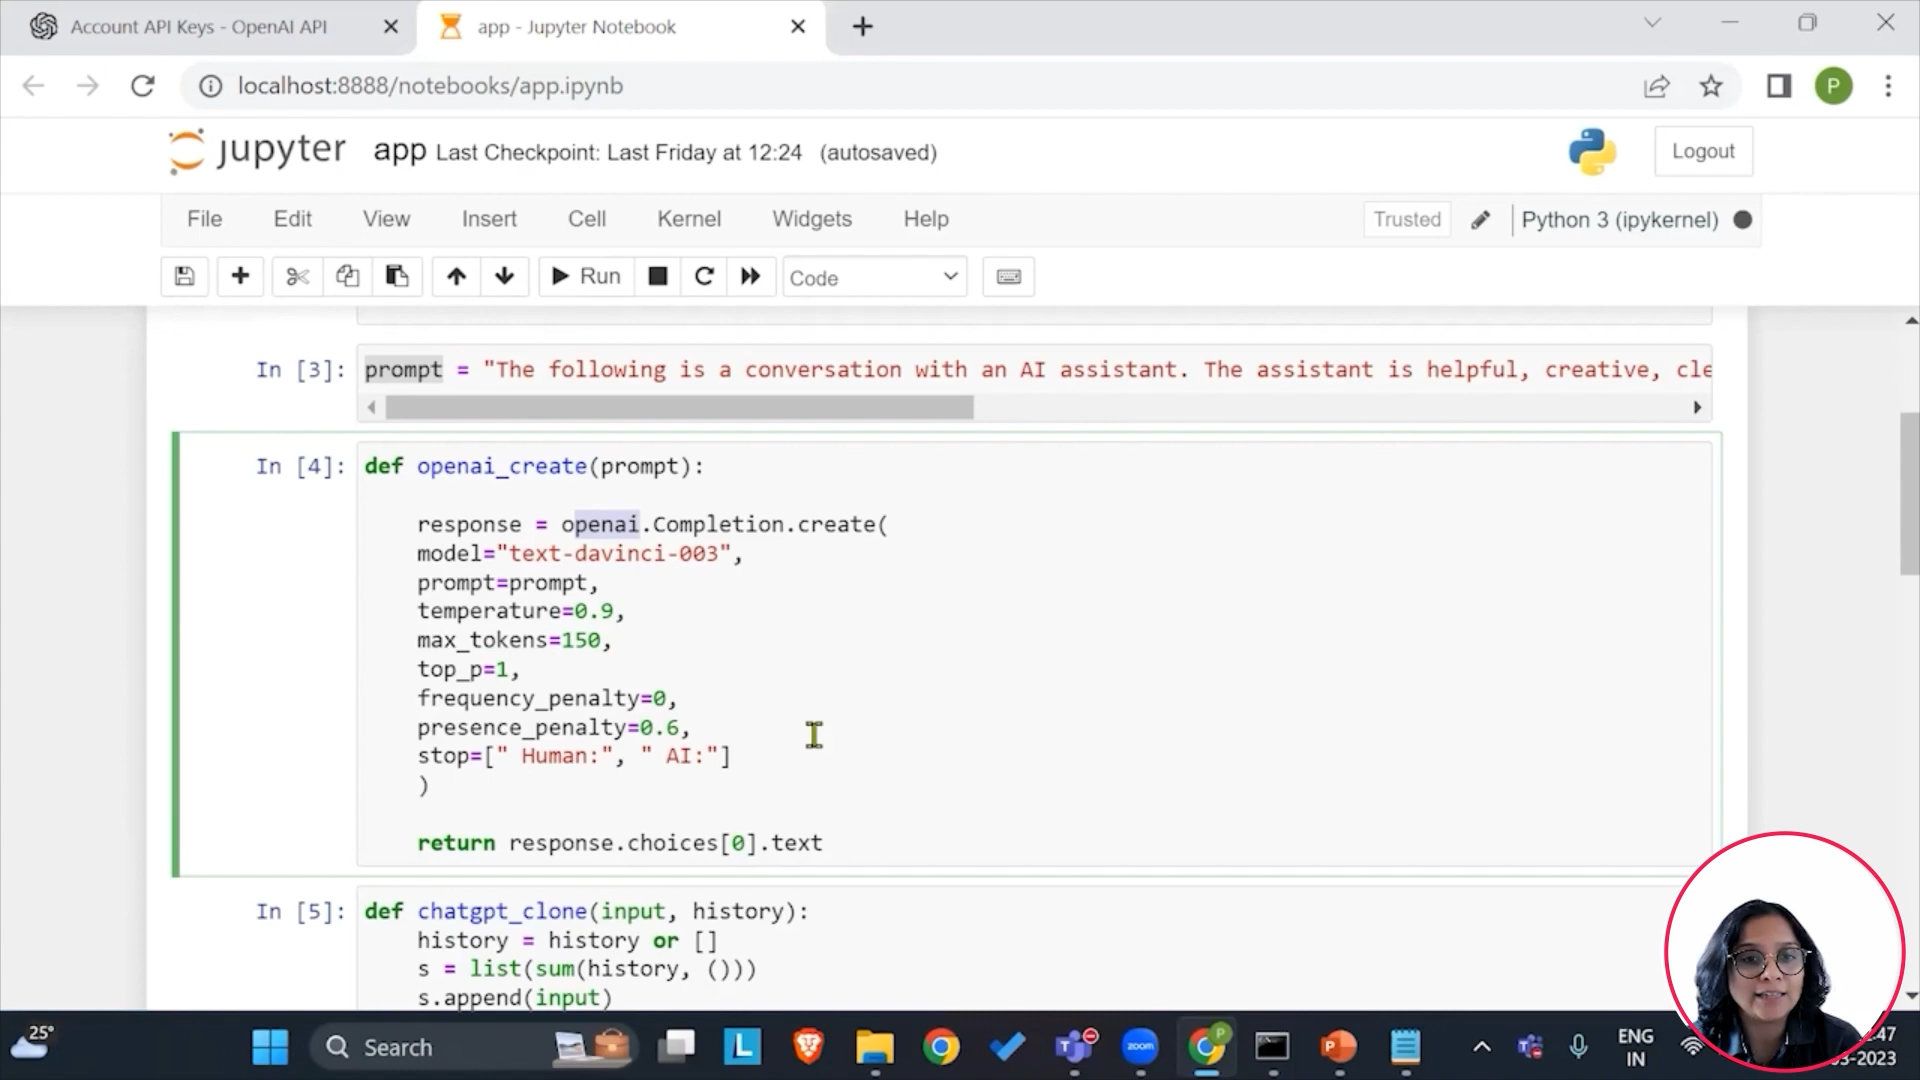 Account API Keys - OpenAI API
app - Jupyter Notebook
localhost:8888/notebooks/app.ipynb
P
jupyter app Last Checkpoint: Last Friday at 12:24 (autosaved)
Logout
File Edit View Insert Cell Kernel Widgets Help
Trusted
Python 3 (ipykernel)
Run
Code
In [3]: prompt = "The following is a conversation with an AI assistant. The assistant is helpful, creative, cle
In [4]: def openai_create(prompt):
response = openai.Completion.create(
model="text-davinci-003",
prompt=prompt,
temperature=0.9,
max_tokens=150,
top_p=1,
frequency_penalty=0,
presence_penalty=0.6,
stop=[" Human:", " AI:"]
)
return response.choices[0].text
In [5]: def chatgpt_clone(input, history):
history = history or []
s = list(sum(history, ()))
s.append(input)
25°
Search
L
zoom
P
P
ENG
IN
:47
-2023